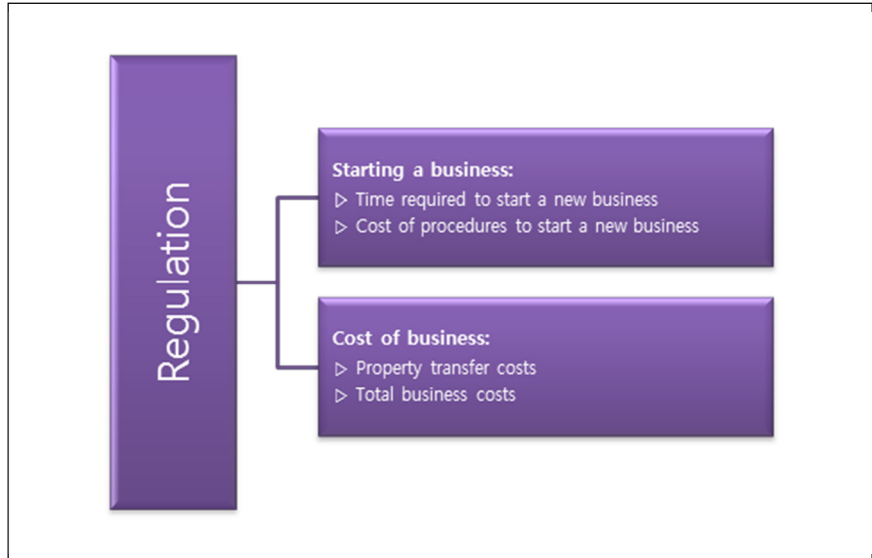 Regulation
Starting a business:
▷ Time required to start a new business
▷ Cost of procedures to start a new business
Cost of business:
▷ Property transfer costs
▷ Total business costs